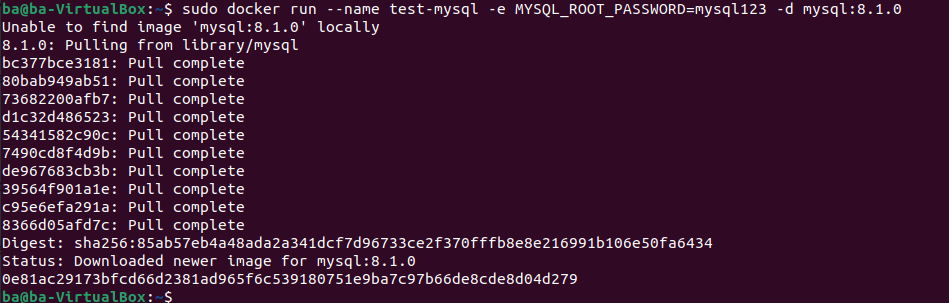 ba@ba-VirtualBox:~$ sudo docker run --name test-mysql -e MYSQL_ROOT_PASSWORD=mysql123 -d mysql:8.1.0
Unable to find image 'mysql:8.1.0' locally
8.1.0: Pulling from library/mysql
bc377bce3181: Pull complete
80bab949ab51: Pull complete
73682200afb7: Pull complete
d1c32d486523: Pull complete
54341582c90c: Pull complete
7490cd8f4d9b: Pull complete
de967683cb3b: Pull complete
39564f901a1e: Pull complete
c95e6efa291a: Pull complete
8366d05afd7c: Pull complete
Digest: sha256:85ab57eb4a48ada2a341dcf7d96733ce2f370fffb8e8e216991b106e50fa6434
Status: Downloaded newer image for mysql:8.1.0
0e81ac29173bfcd66d2381ad965f6c539180751e9ba7c97b66de8cde8d04d279
ba@ba-VirtualBox:~$